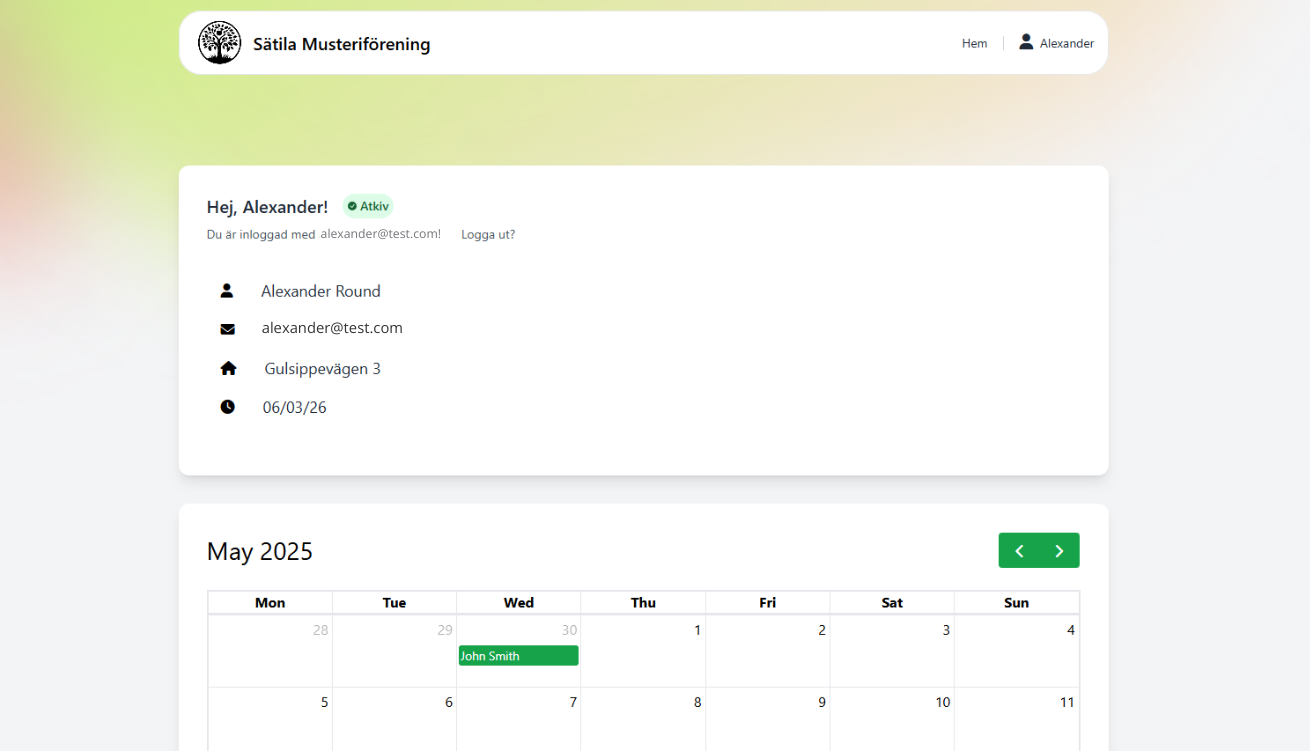 Sätila Musteriförening
Hem
Alexander
Hej, Alexander!
Atkiv
Du är inloggad med alexander@test.com!
Logga ut?
Alexander Round
alexander@test.com
Gulsippevägen 3
06/03/26
May 2025
Mon Tue Wed Thu Fri Sat Sun
28 29 30 1 2 3 4
John Smith
5 6 7 8 9 10 11